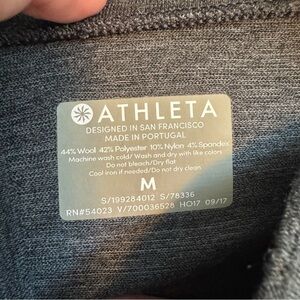 ATHLETA
DESIGNED IN SAN FRANCISCO
MADE IN PORTUGAL
44% Wool 42% Polyester 10% Nylon 4% Spandex
Machine wash cold/ Wash and dry with like colors
Do not bleach/Dry flat
Cool iron if needed/Do not dry clean
M
S/199284012 S/78336
RN#54023 V/700036528 HO17 09/17